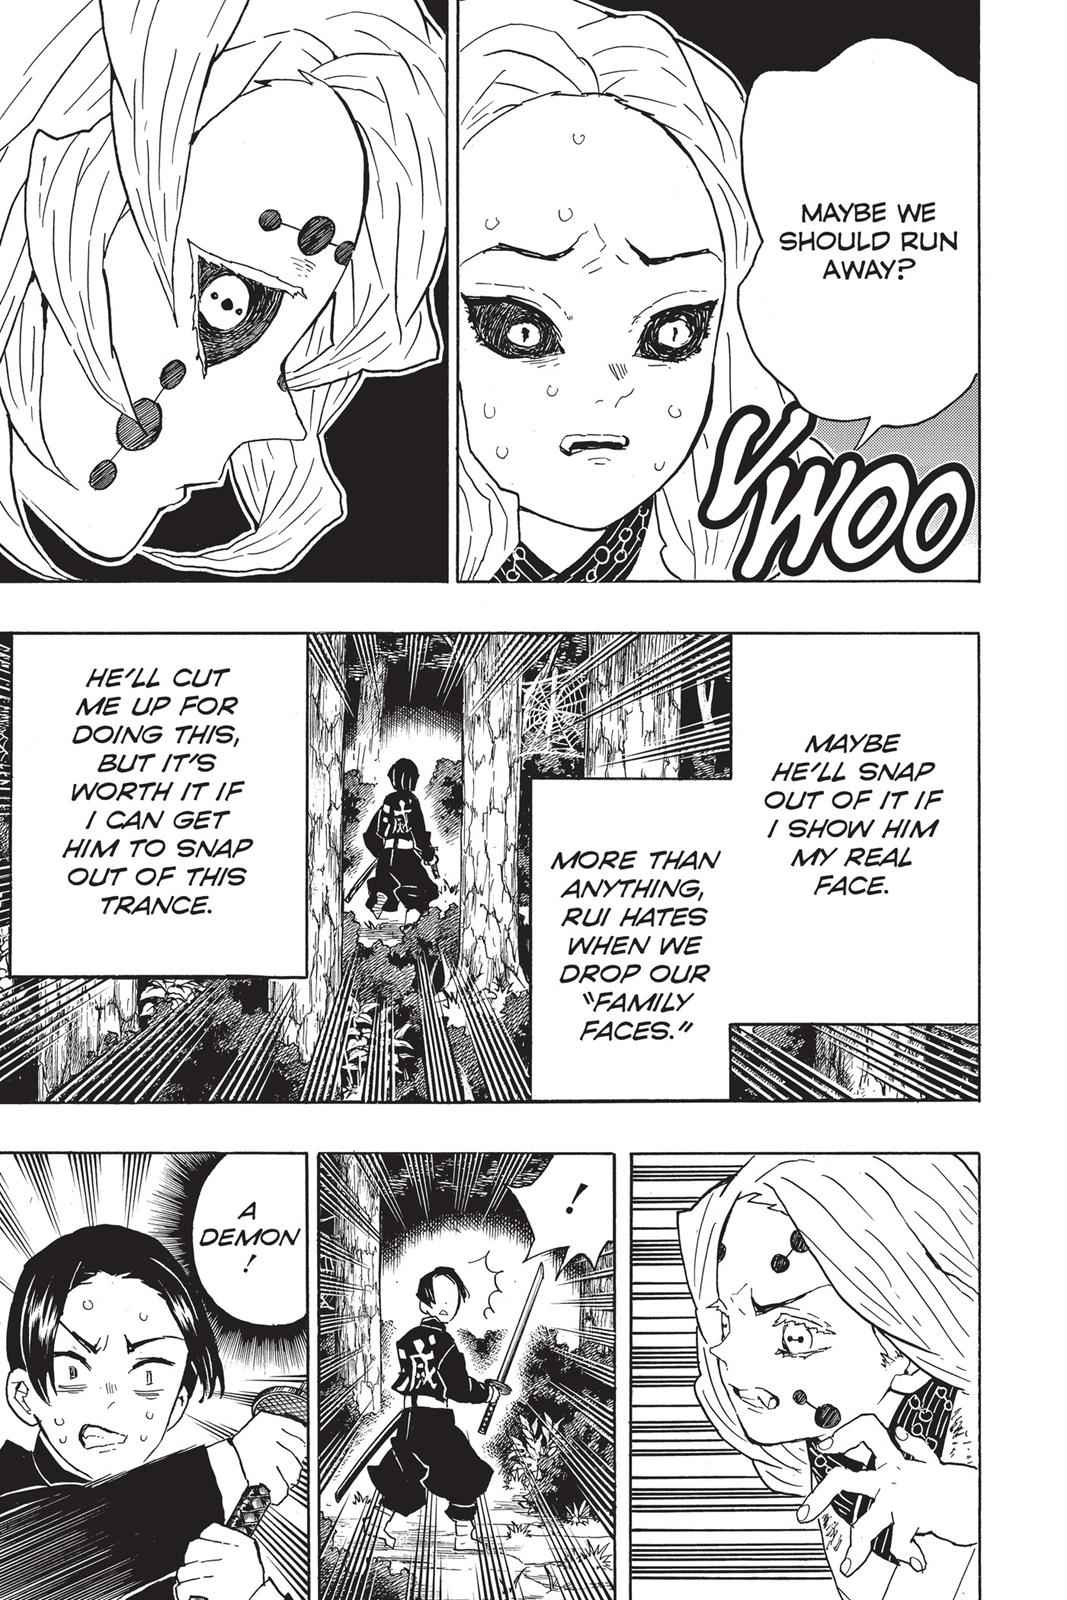 MAYBE WE
SHOULD RUN
AWAY?
VWOO
MAYBE
HE'LL SNAP
OUT OF IT IF
I SHOW HIM
MY REAL
FACE.
MORE THAN
ANYTHING,
RUI HATES
WHEN WE
DROP OUR
"FAMILY
FACES."
HE'LL CUT
ME UP FOR
DOING THIS,
BUT IT'S
WORTH IT IF
I CAN GET
HIM TO SNAP
OUT OF THIS
TRANCE.
滅
!
滅
A
DEMON
!